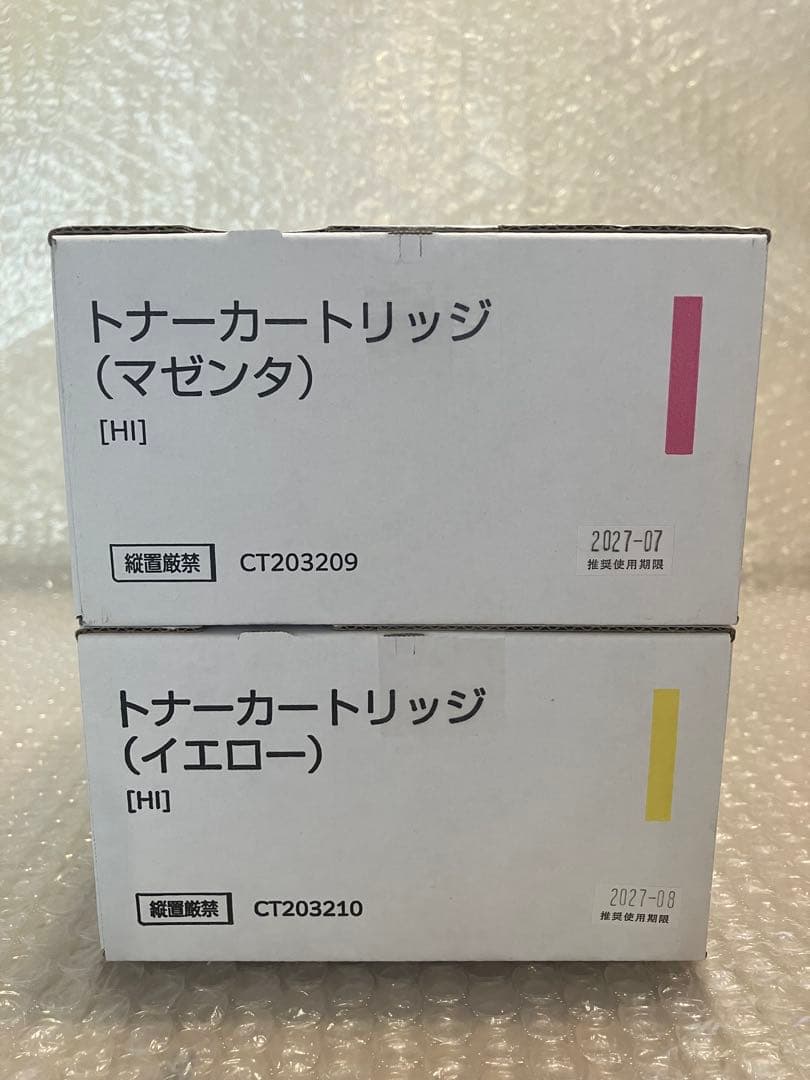 トナーカートリッジ
（マゼンタ）
[HI]
縦置厳禁 CT203209
2027-07
推奨使用期限
トナーカートリッジ
（イエロー）
[HI]
縦置厳禁 CT203210
2027-08
推奨使用期限